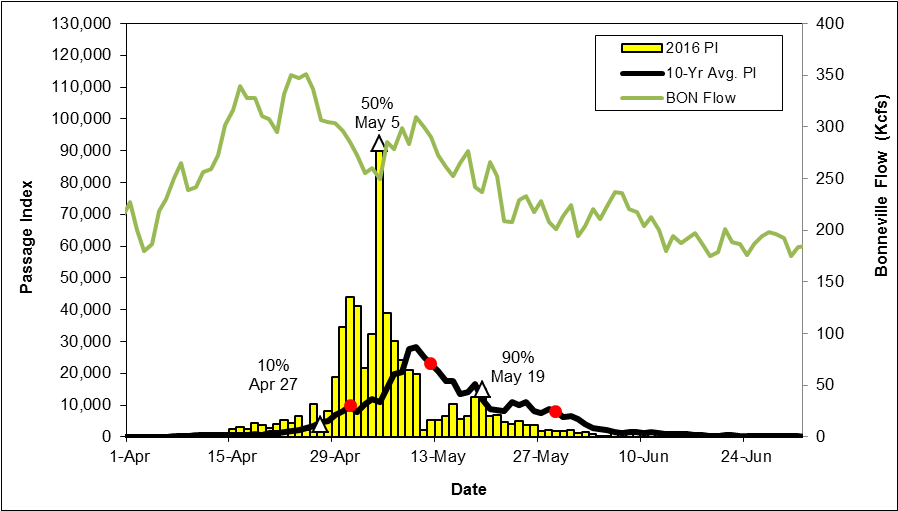 130,000
120,000
110,000
100,000
90,000
80,000
70,000
60,000
50,000
40,000
30,000
20,000
10,000
0
Passage Index
400
350
300
250
200
150
100
50
0
Bonneville Flow (Kcfs)
2016 PI
10-Yr Avg. PI
BON Flow
50%
May 5
10%
Apr 27
90%
May 19
1-Apr 15-Apr 29-Apr 13-May 27-May 10-Jun 24-Jun
Date